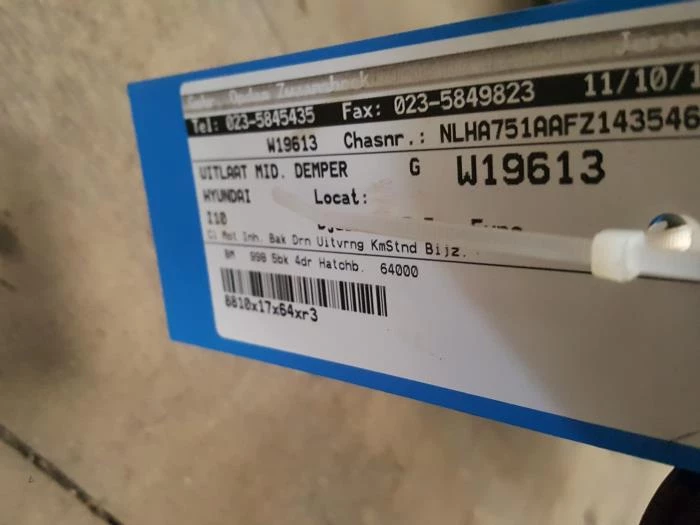 Tel: 023-5845435 Fax: 023-5849823 11/10/1
W19613 Chasnr.: NLHA751AAFZ143546
UITLAAT MID. DEMPER G W19613
HYUNDAI Locat:
I10
Cl Mot Inh. Bak Drn Uitvrng KmStnd Bijz.
BM 998 5bk 4dr Hatchb. 64000
8810x17x64xr3